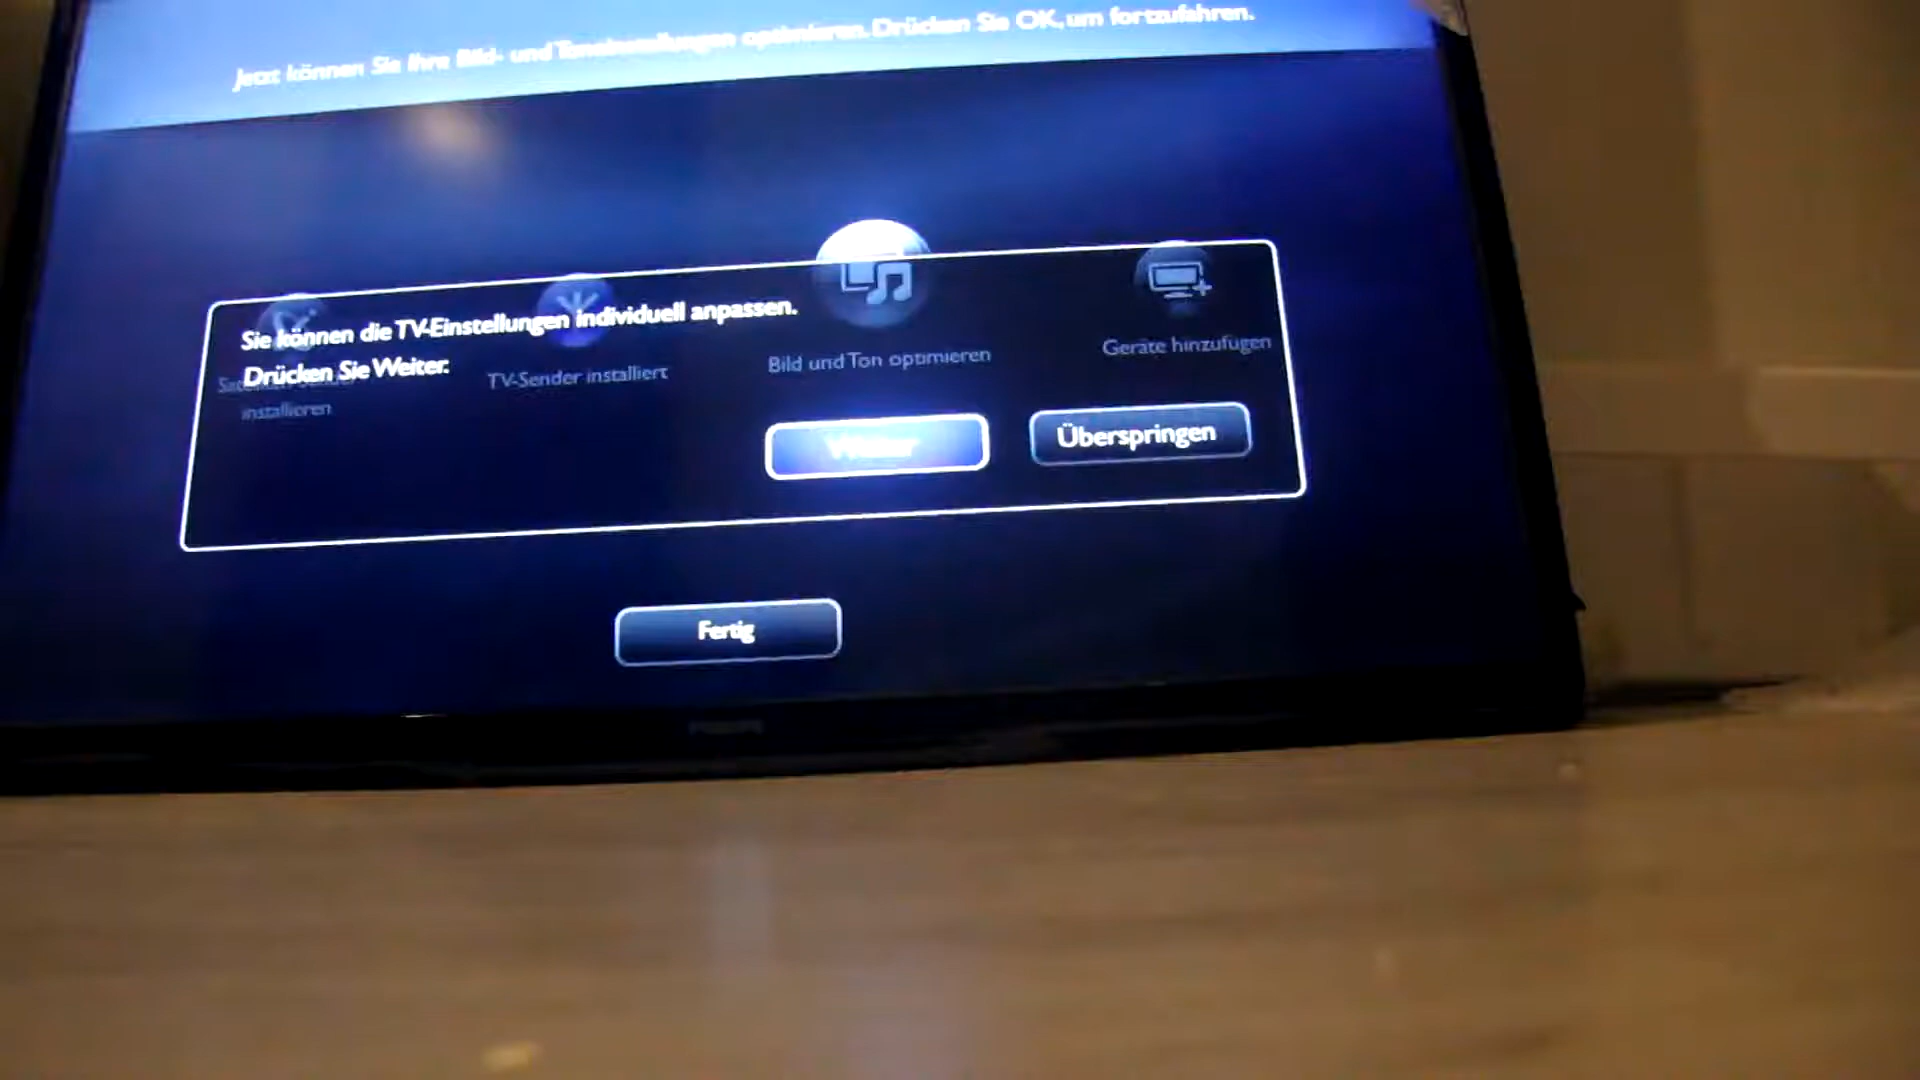 Jetzt können Sie Ihre Bild- und Toneinstellungen optimieren. Drücken Sie OK, um fortzufahren.
Sie können die TV-Einstellungen individuell anpassen.
Drücken Sie Weiter.
installieren
TV-Sender installiert
Bild und Ton optimieren
Geräte hinzufügen
Weiter
Überspringen
Fertig